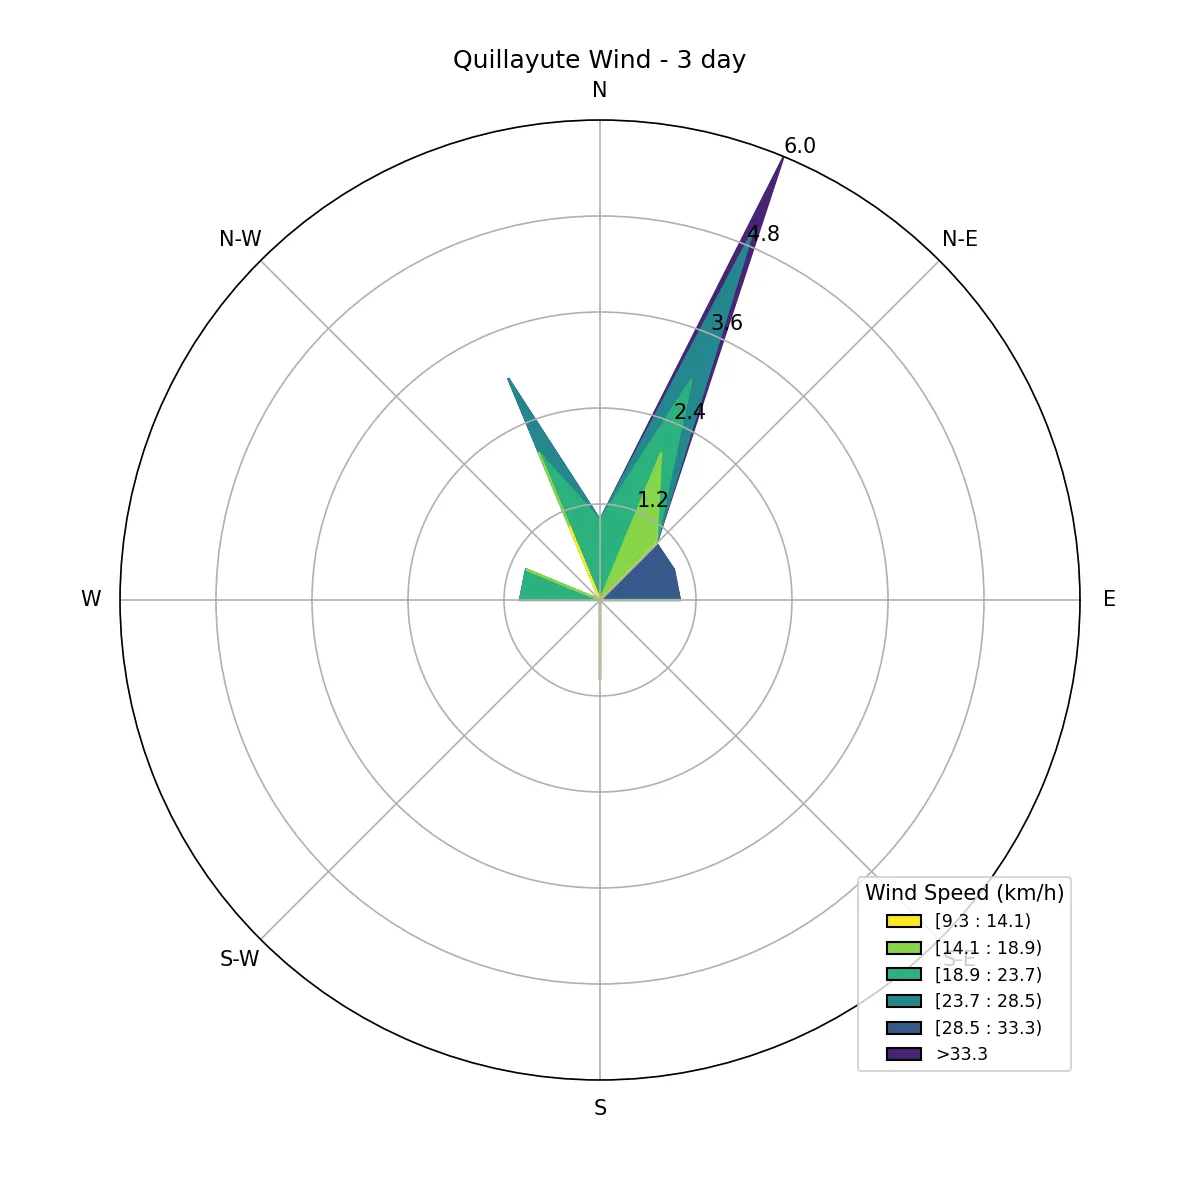 Quillayute Wind - 3 day
N
6.0
N-W
4.8
N-E
3.6
2.4
1.2
W
E
S-W
S-E
S
Wind Speed (km/h)
[9.3 : 14.1)
[14.1 : 18.9)
[18.9 : 23.7)
[23.7 : 28.5)
[28.5 : 33.3)
>33.3